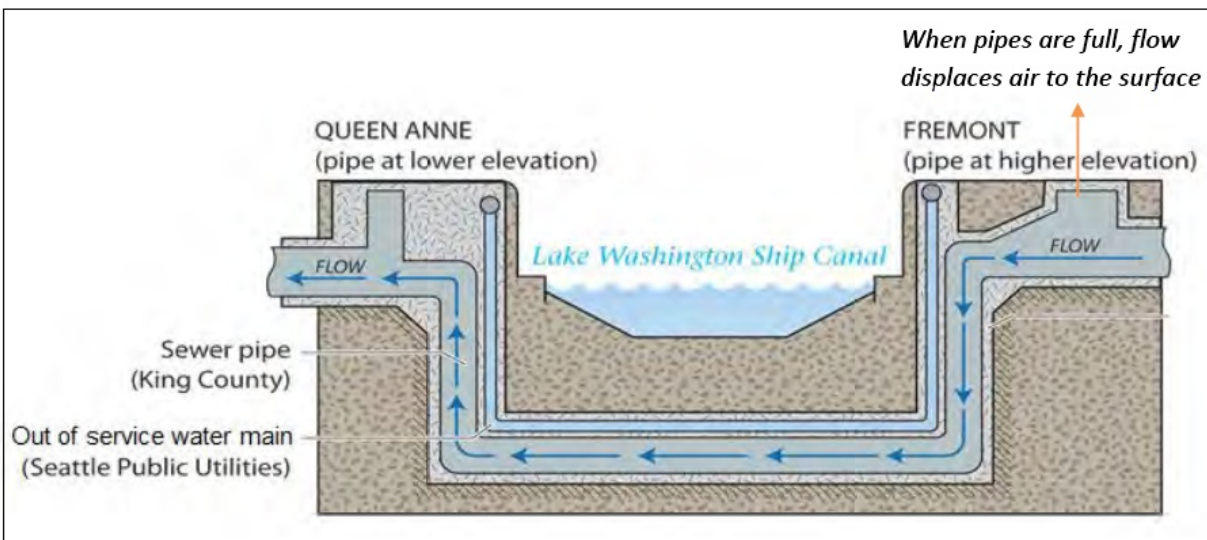 When pipes are full, flow
displaces air to the surface
QUEEN ANNE
(pipe at lower elevation)
FREMONT
(pipe at higher elevation)
Lake Washington Ship Canal
FLOW
FLOW
Sewer pipe
(King County)
Out of service water main
(Seattle Public Utilities)